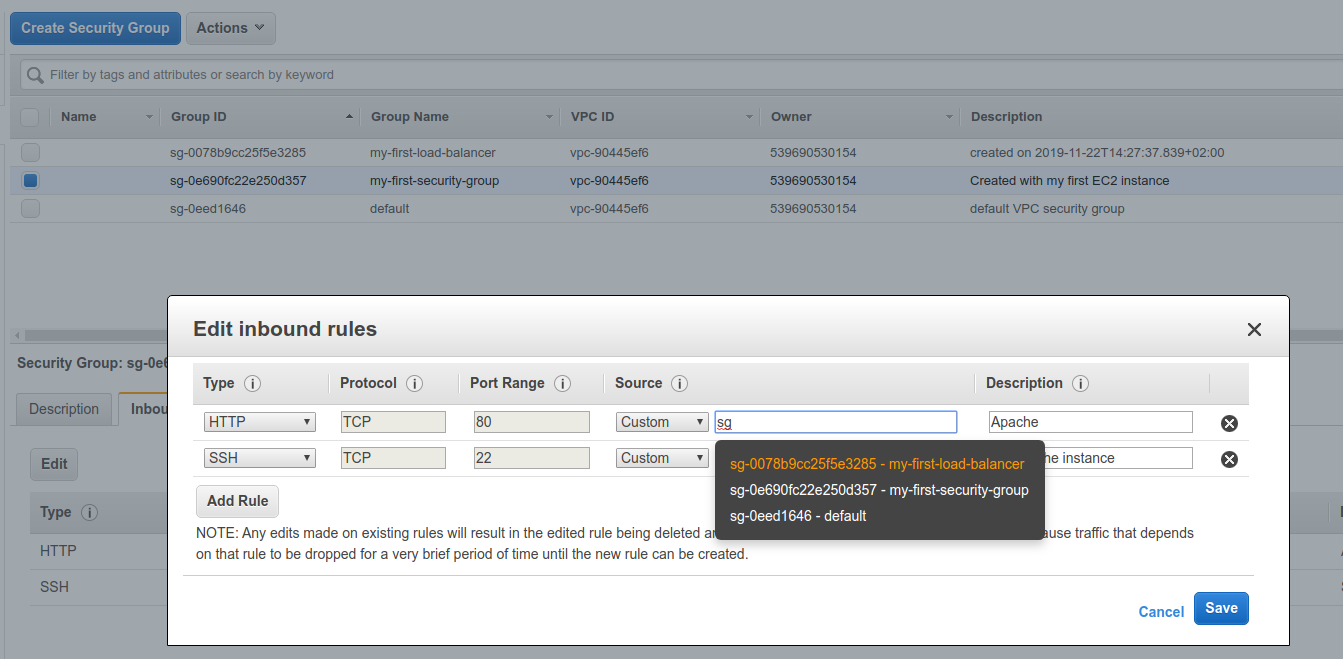 Create Security Group Actions
Filter by tags and attributes or search by keyword
Name Group ID Group Name VPC ID Owner Description
sg-0078b9cc25f5e3285 my-first-load-balancer vpc-90445ef6 539690530154 created on 2019-11-22T14:27:37.839+02:00
sg-0e690fc22e250d357 my-first-security-group vpc-90445ef6 539690530154 Created with my first EC2 instance
sg-0eed1646 default vpc-90445ef6 539690530154 default VPC security group
Edit inbound rules
Security Group: sg-0e6
Type Protocol Port Range Source Description
Description Inbou
HTTP TCP 80 Custom sg Apache
SSH TCP 22 Custom he instance
Edit
sg-0078b9cc25f5e3285 - my-first-load-balancer
sg-0e690fc22e250d357 - my-first-security-group
sg-0eed1646 - default
Add Rule
Type
NOTE: Any edits made on existing rules will result in the edited rule being deleted ause traffic that depends
on that rule to be dropped for a very brief period of time until the new rule can be created.
HTTP
SSH
Cancel Save